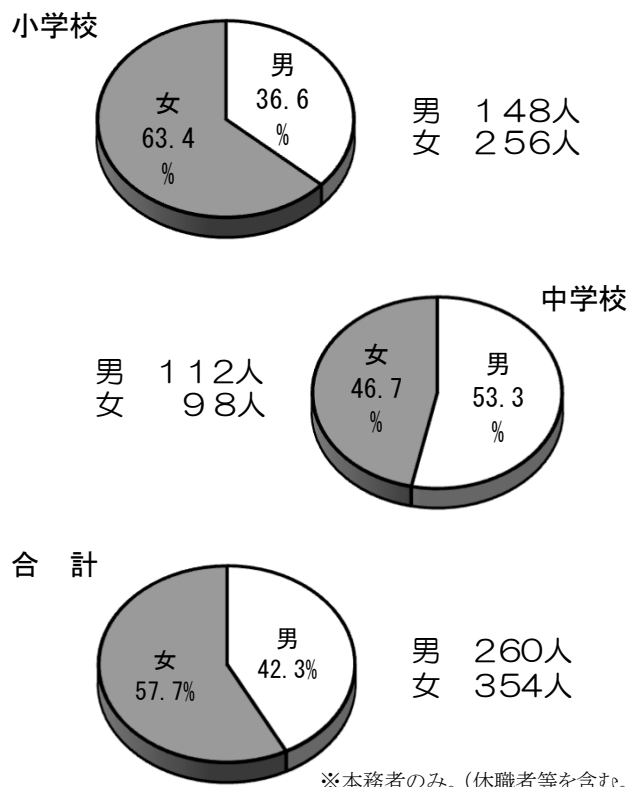 小学校
男
36.6
%
女
63.4
%
男 148人
女 256人
中学校
男 112人
女 98人
女
46.7
%
男
53.3
%
合 計
男
42.3%
女
57.7%
男 260人
女 354人
※本務者のみ。(休職者等を含む。